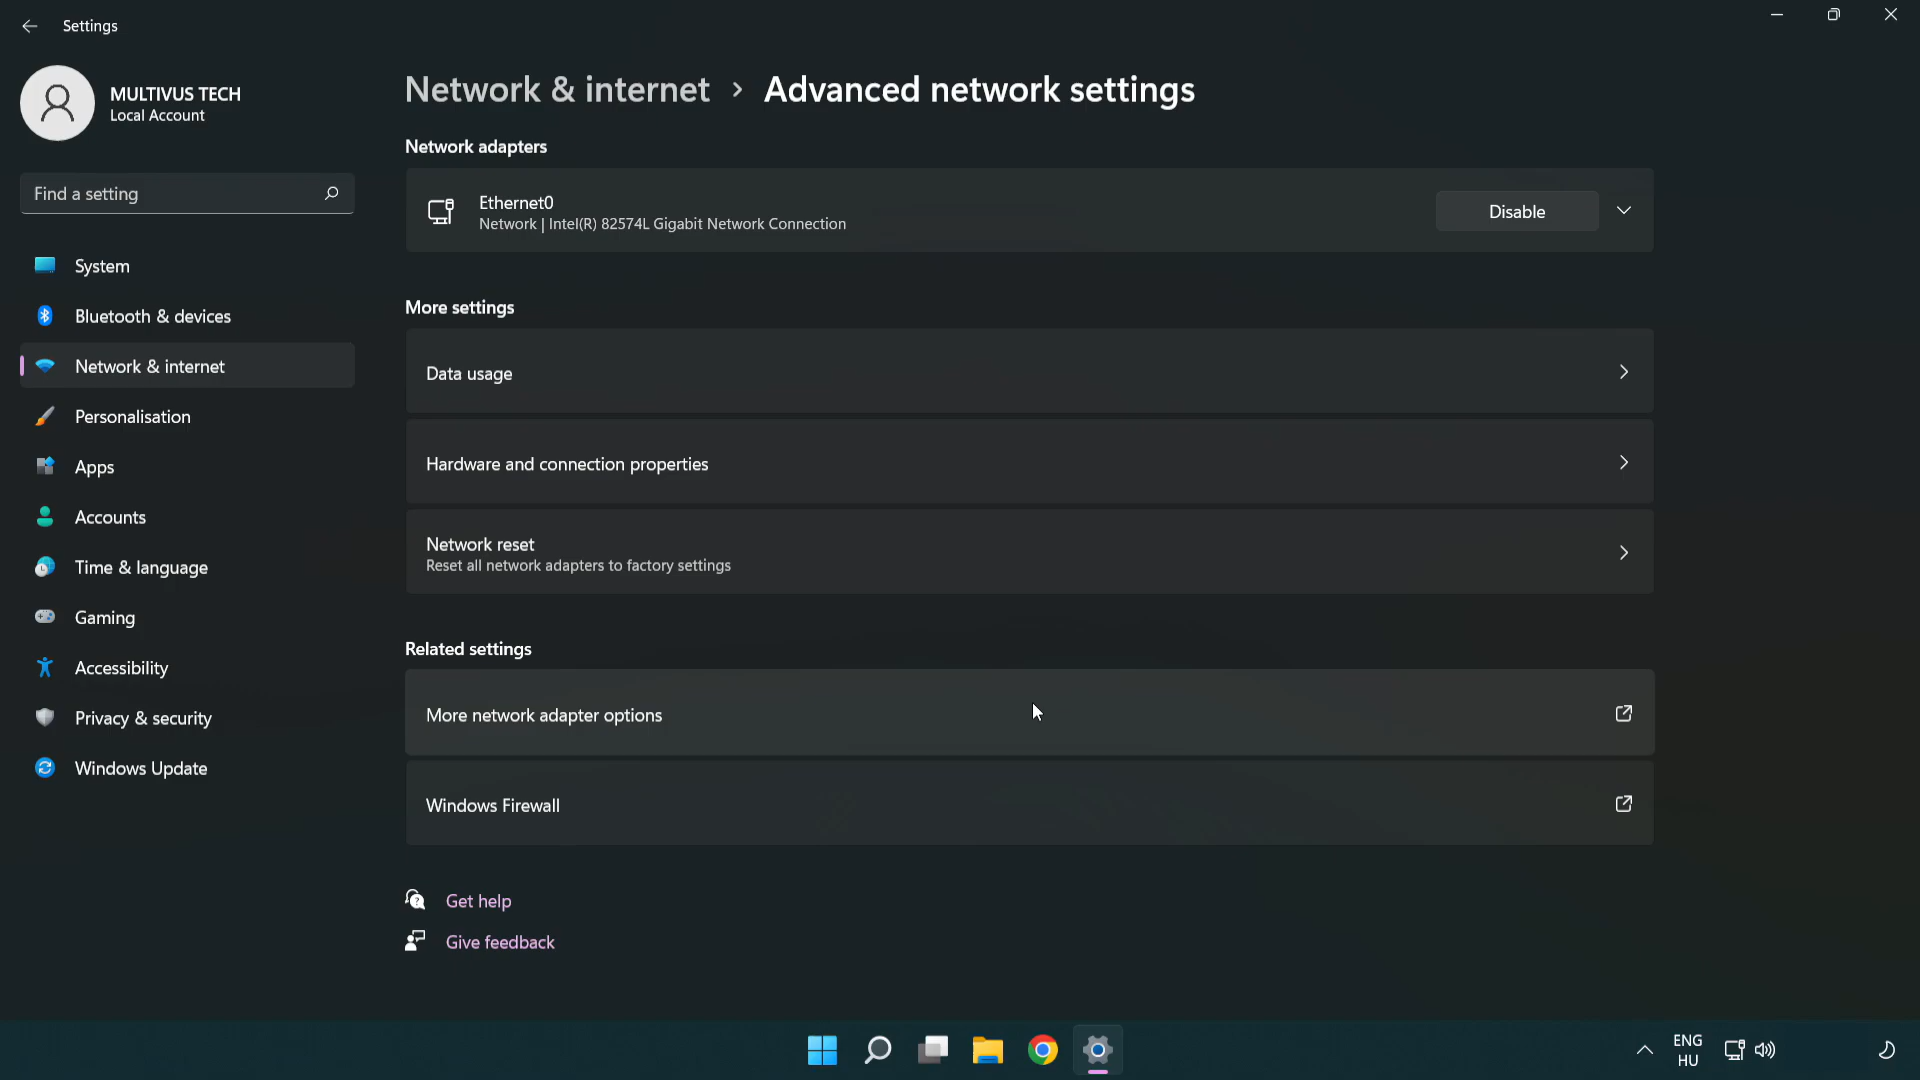 Settings
MULTIVUS TECH
Local Account
Find a setting
System
Bluetooth & devices
Network & internet
Personalisation
Apps
Accounts
Time & language
Gaming
Accessibility
Privacy & security
Windows Update
Network & internet > Advanced network settings
Network adapters
Ethernet0
Network | Intel(R) 82574L Gigabit Network Connection
Disable
More settings
Data usage
Hardware and connection properties
Network reset
Reset all network adapters to factory settings
Related settings
More network adapter options
Windows Firewall
Get help
Give feedback
ENG
HU